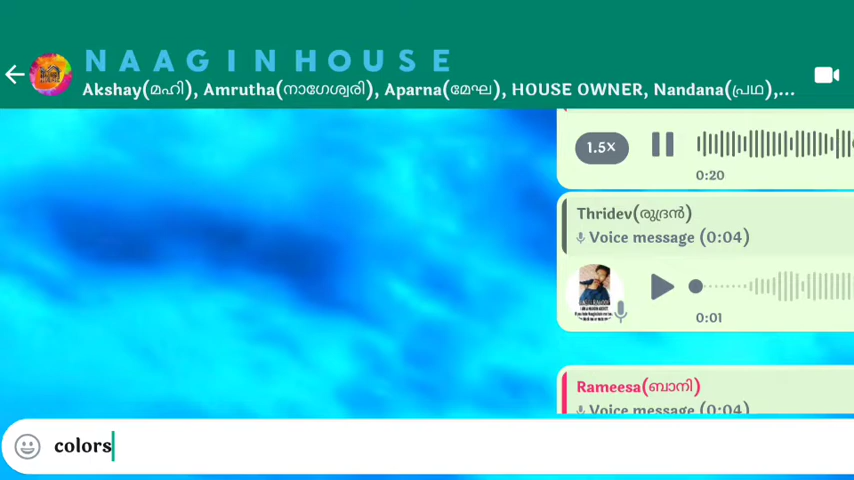 N A A G I N H O U S E
Akshay(മഹി), Amrutha(നാഗേശ്വരി), Aparna(മേഘ), HOUSE OWNER, Nandana(പ്രഥ),...
1.5×
0:20
Thridev(രുദ്രൻ)
Voice message (0:04)
0:01
Rameesa(ബാനി)
Voice message (0:04)
colors